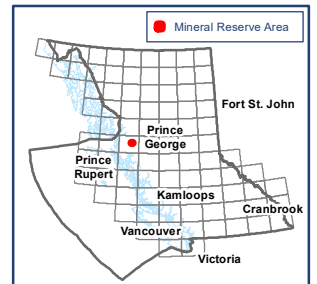 Mineral Reserve Area
Fort St. John
Prince
George
Prince
Rupert
Kamloops
Cranbrook
Vancouver
Victoria